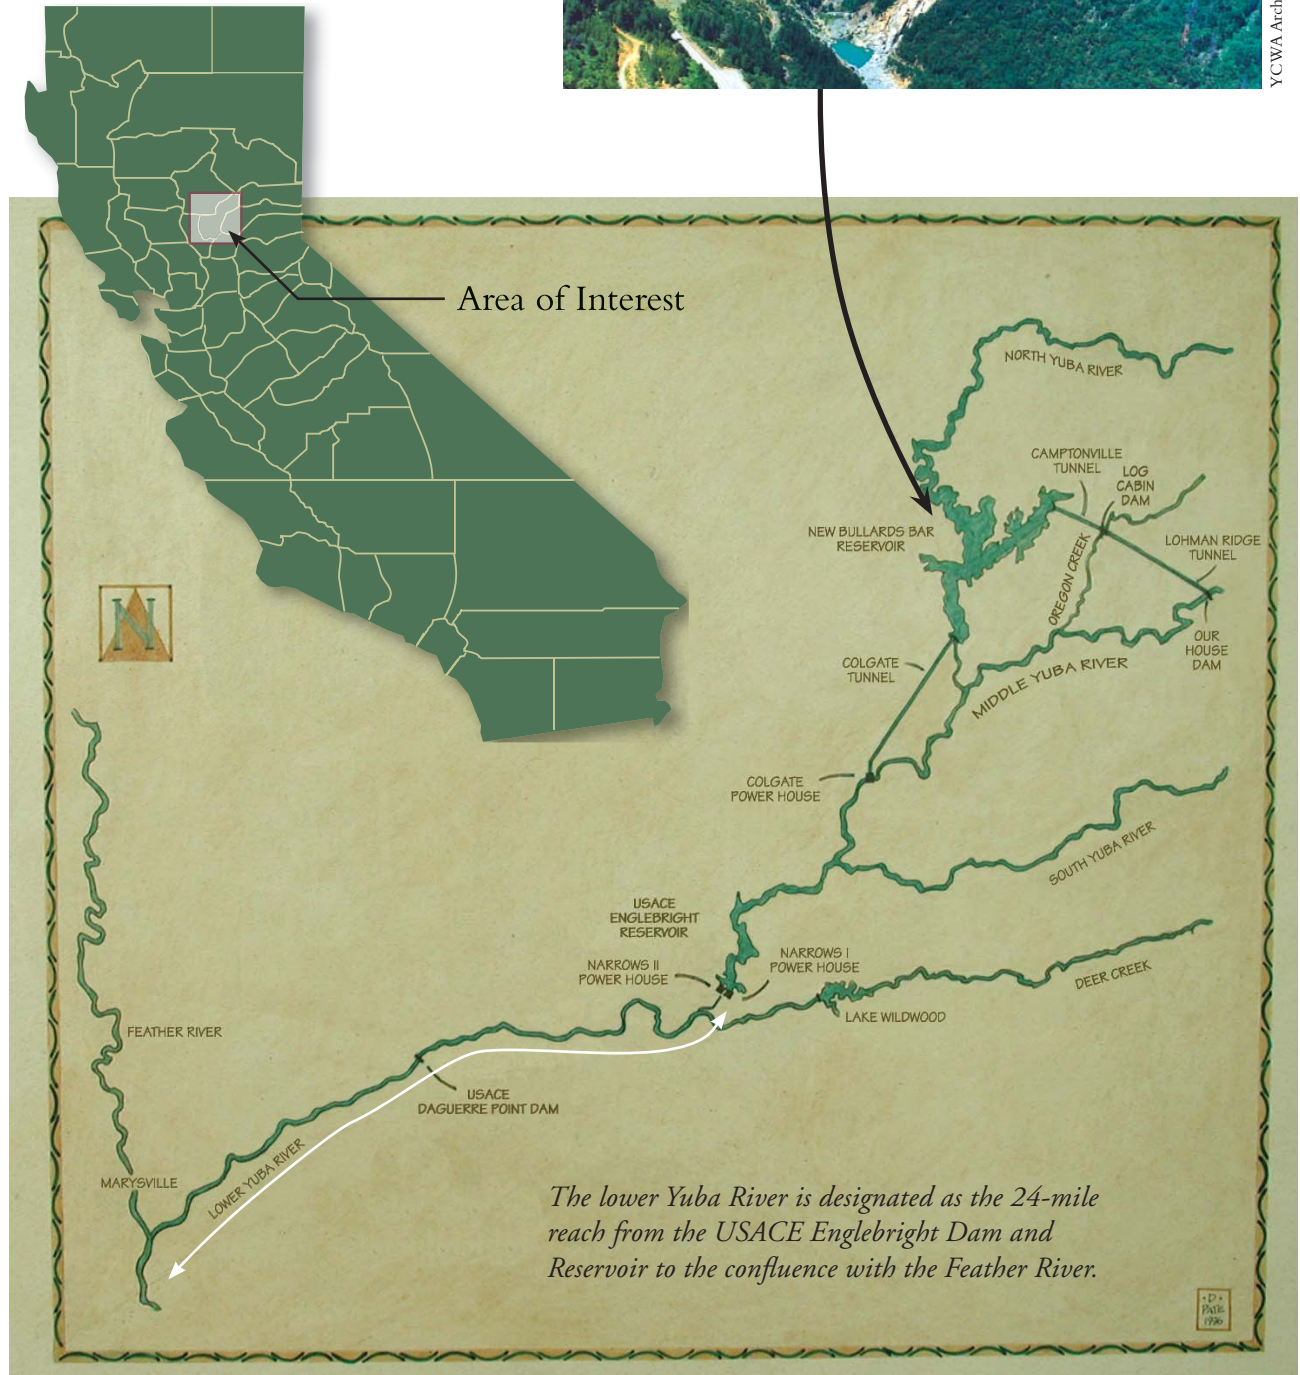 YCWA Arch
Area of Interest
NORTH YUBA RIVER
CAMPTONVILLE
TUNNEL
LOG
CABIN
DAM
NEW BULLARDS BAR
RESERVOIR
LOHMAN RIDGE
TUNNEL
OREGON CREEK
N
OUR
HOUSE
DAM
COLGATE
TUNNEL
MIDDLE YUBA RIVER
COLGATE
POWER HOUSE
SOUTH YUBA RIVER
USACE
ENGLEBRIGHT
RESERVOIR
NARROWS II
POWER HOUSE
NARROWS I
POWER HOUSE
DEER CREEK
LAKE WILDWOOD
FEATHER RIVER
USACE
DAGUERRE POINT DAM
MARYSVILLE
LOWER YUBA RIVER
The lower Yuba River is designated as the 24-mile
reach from the USACE Englebright Dam and
Reservoir to the confluence with the Feather River.
D
PATE
1996